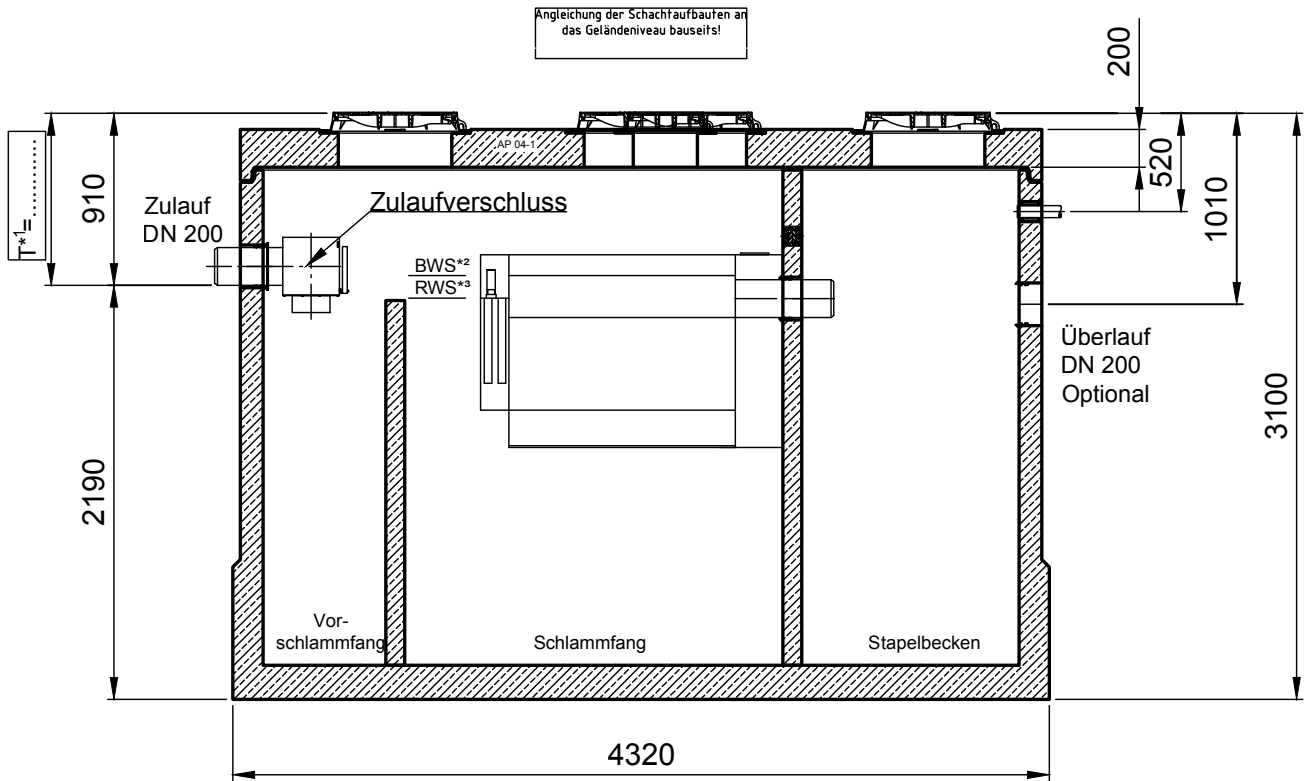 Angleichung der Schachtaufbauten an
das Geländeniveau bauseits!
200
T*¹=..........
910
Zulauf
DN 200
Zulaufverschluss
AP 04-1
520
1010
BWS*²
RWS*³
Überlauf
DN 200
Optional
3100
2190
Vor-
schlammfang
Schlammfang
Stapelbecken
4320